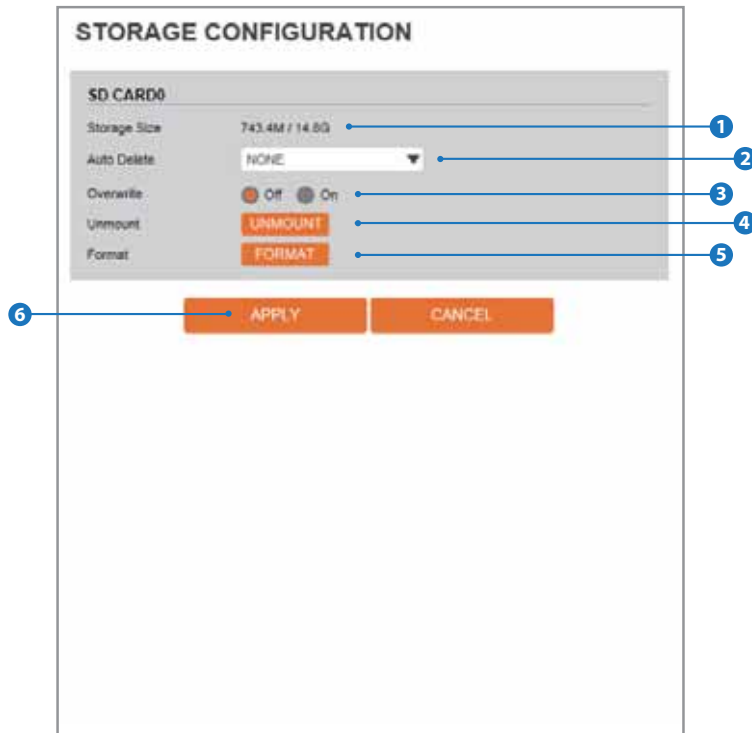 STORAGE CONFIGURATION
SD CARD0
Storage Size 743.4M / 14.8G 1
Auto Delete NONE 2
Overwrite Off On 3
Unmount UNMOUNT 4
Format FORMAT 5
6 APPLY CANCEL